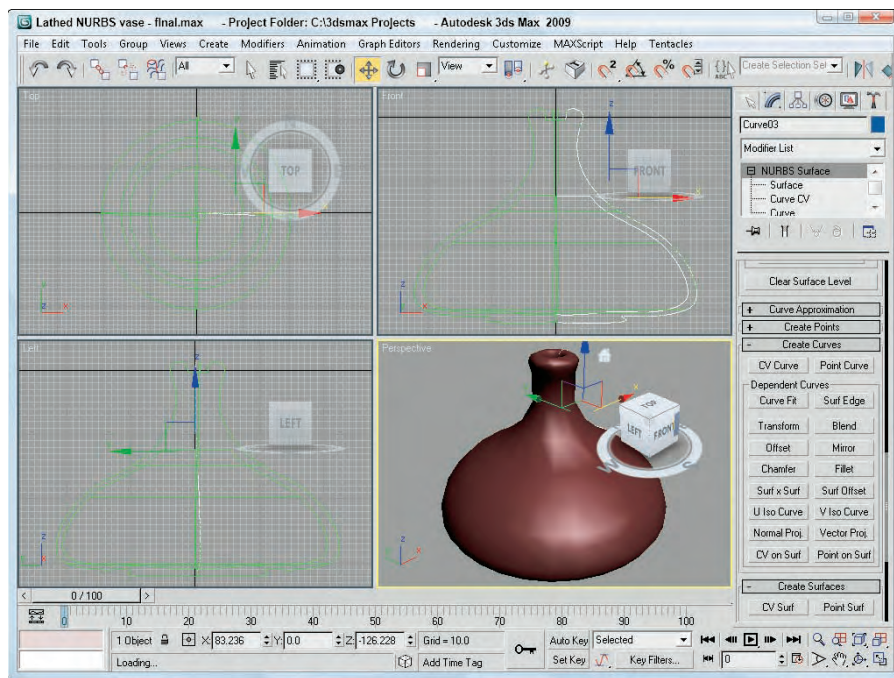 Lathed NURBS vase - final.max - Project Folder: C:\3dsmax Projects - Autodesk 3ds Max 2009
File Edit Tools Group Views Create Modifiers Animation Graph Editors Rendering Customize MAXScript Help Tentacles
All View Create Selection Set
Top
TOP
Front
FRONT
Curve03
Modifier List
NURBS Surface
Surface
Curve CV
Curve
Clear Surface Level
+ Curve Approximation
+ Create Points
- Create Curves
CV Curve Point Curve
Dependent Curves
Curve Fit Surf Edge
Transform Blend
Offset Mirror
Chamfer Fillet
Surf x Surf Surf Offset
U Iso Curve V Iso Curve
Normal Proj. Vector Proj.
CV on Surf Point on Surf
- Create Surfaces
CV Surf Point Surf
Left
LEFT
Perspective
TOP
LEFT FRONT
W S
0 / 100
0 10 20 30 40 50 60 70 80 90 100
1 Object X: 83.236 Y: 0.0 Z: -126.228 Grid = 10.0 Auto Key Selected
Loading... Add Time Tag Set Key Key Filters... 0